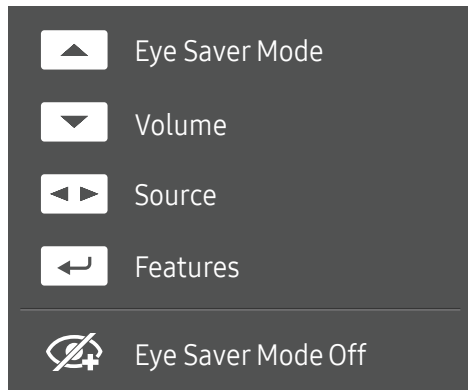 Eye Saver Mode
Volume
Source
Features
Eye Saver Mode Off